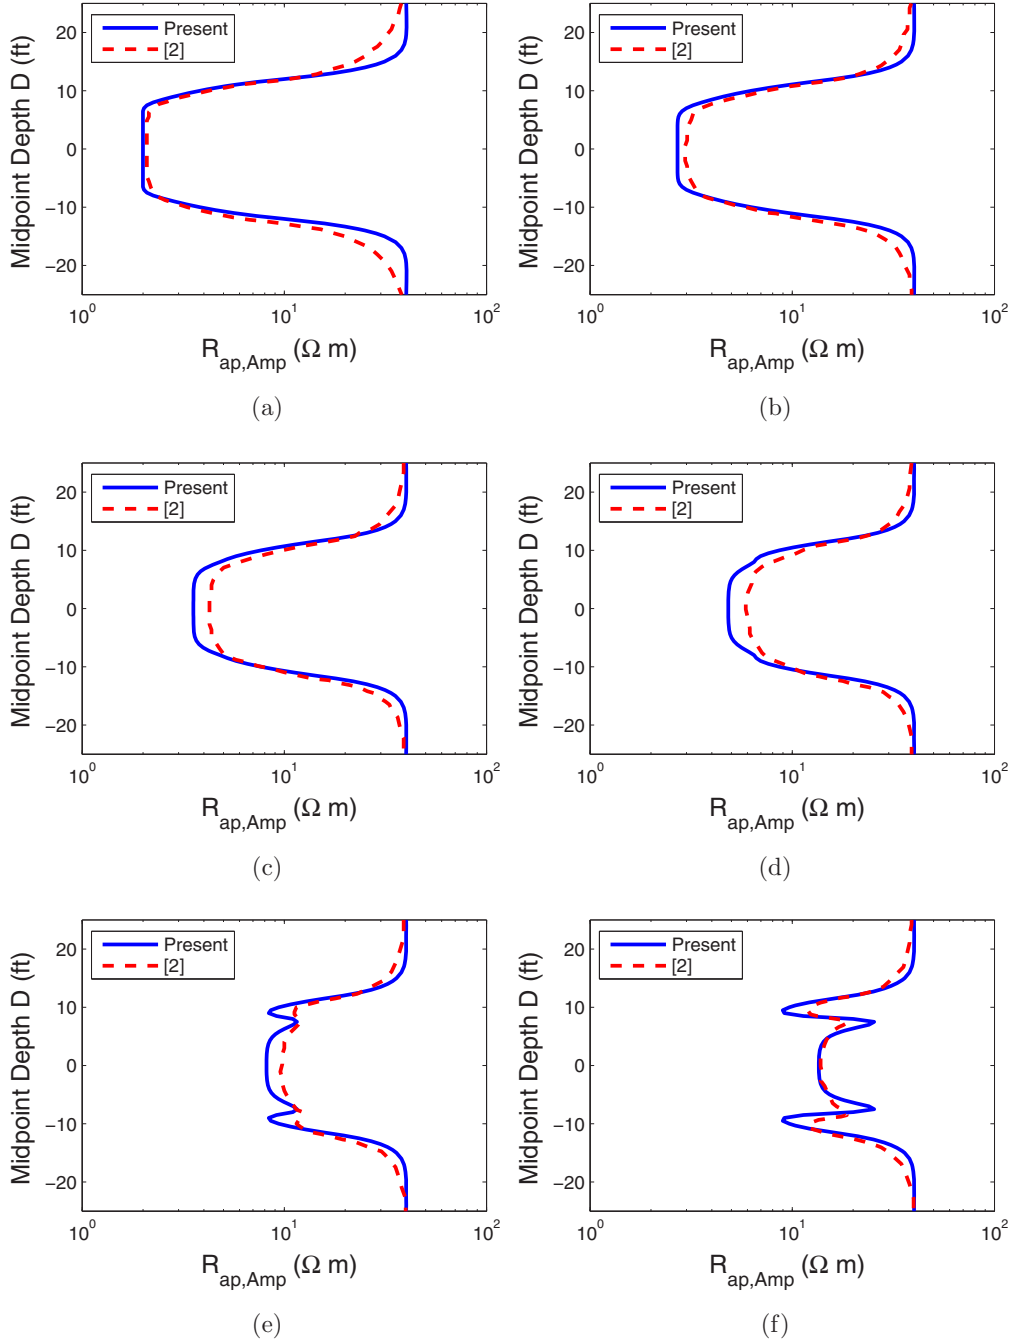 Present
[2]
20
10
0
−10
−20
Midpoint Depth D (ft)
10^0
10^1
10^2
R_ap,Amp (Ω m)
(a)
Present
[2]
20
10
0
−10
−20
Midpoint Depth D (ft)
10^0
10^1
10^2
R_ap,Amp (Ω m)
(b)
Present
[2]
20
10
0
−10
−20
Midpoint Depth D (ft)
10^0
10^1
10^2
R_ap,Amp (Ω m)
(c)
Present
[2]
20
10
0
−10
−20
Midpoint Depth D (ft)
10^0
10^1
10^2
R_ap,Amp (Ω m)
(d)
Present
[2]
20
10
0
−10
−20
Midpoint Depth D (ft)
10^0
10^1
10^2
R_ap,Amp (Ω m)
(e)
Present
[2]
20
10
0
−10
−20
Midpoint Depth D (ft)
10^0
10^1
10^2
R_ap,Amp (Ω m)
(f)